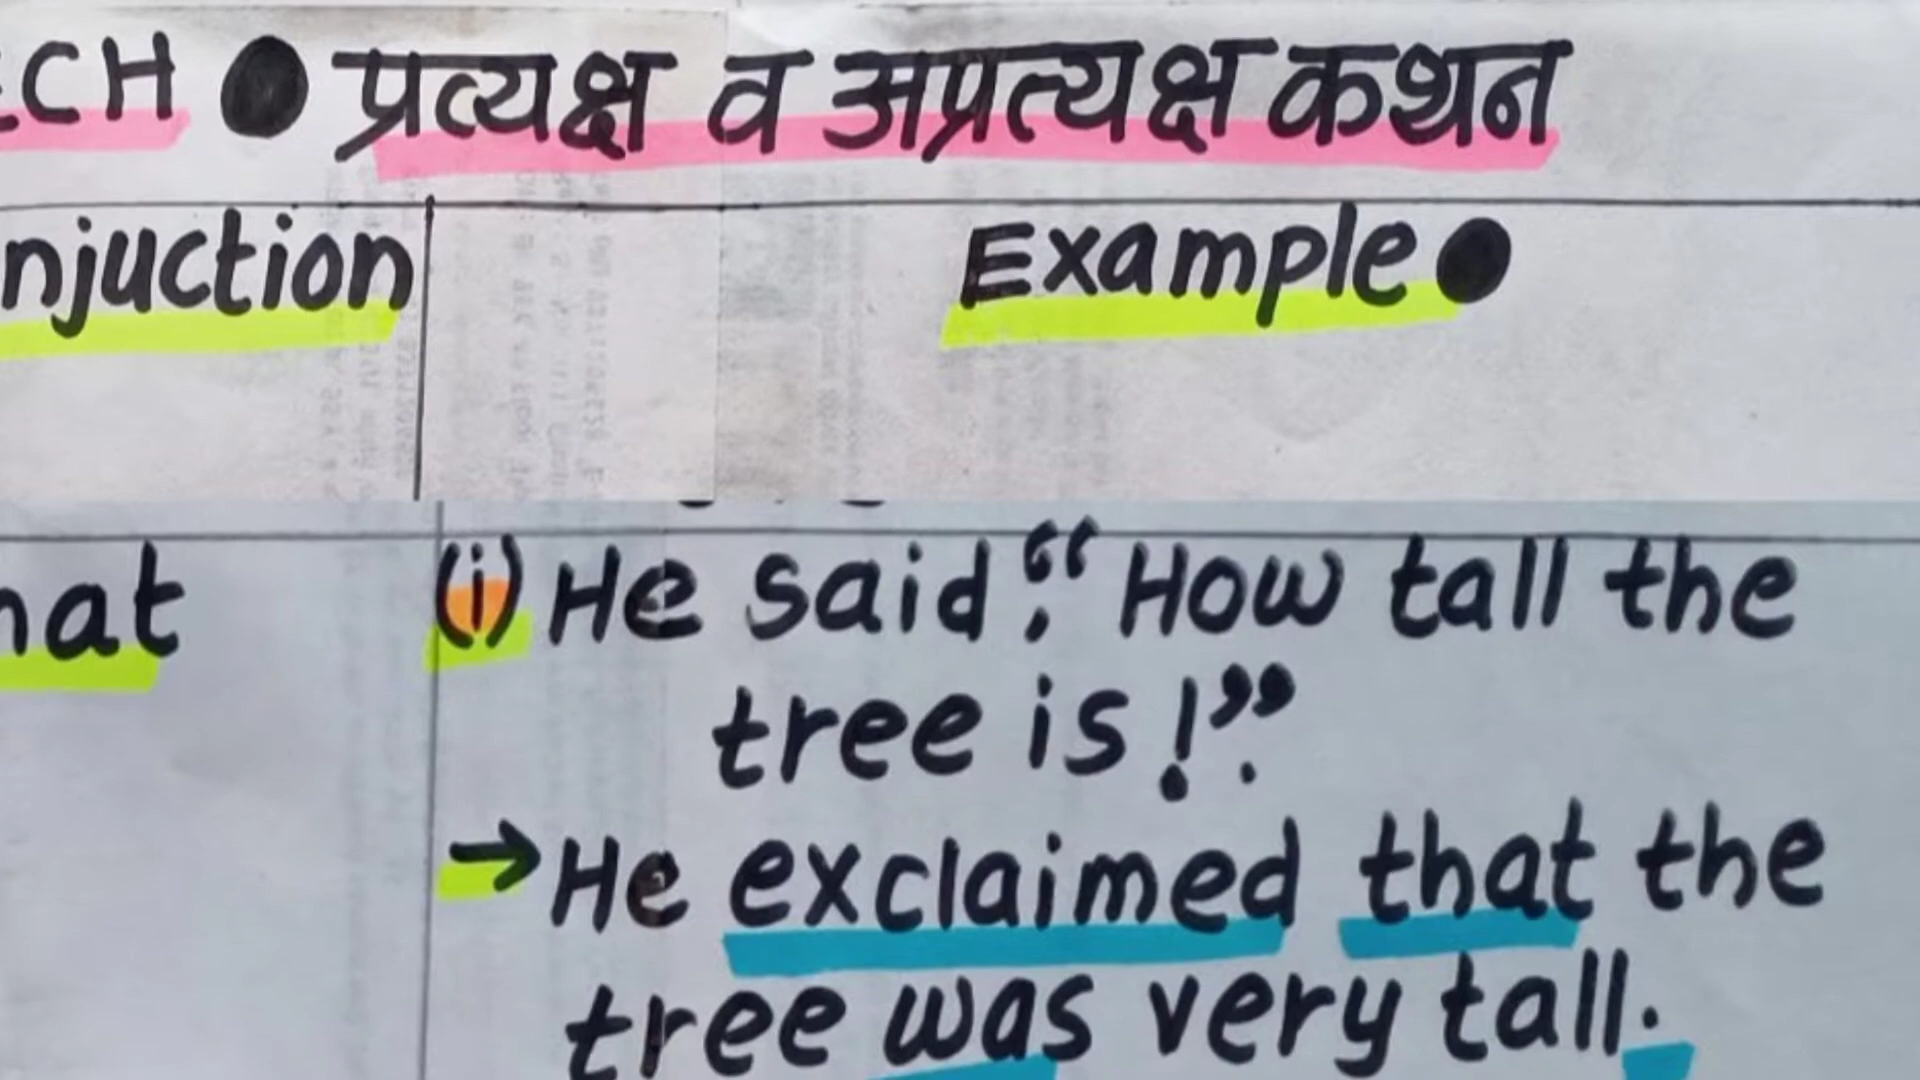 ECH ● प्रत्यक्ष व अप्रत्यक्ष कथन
njuction
Example ●
hat
(i) He said, “How tall the
tree is!”.
→ He exclaimed that the
tree was very tall.